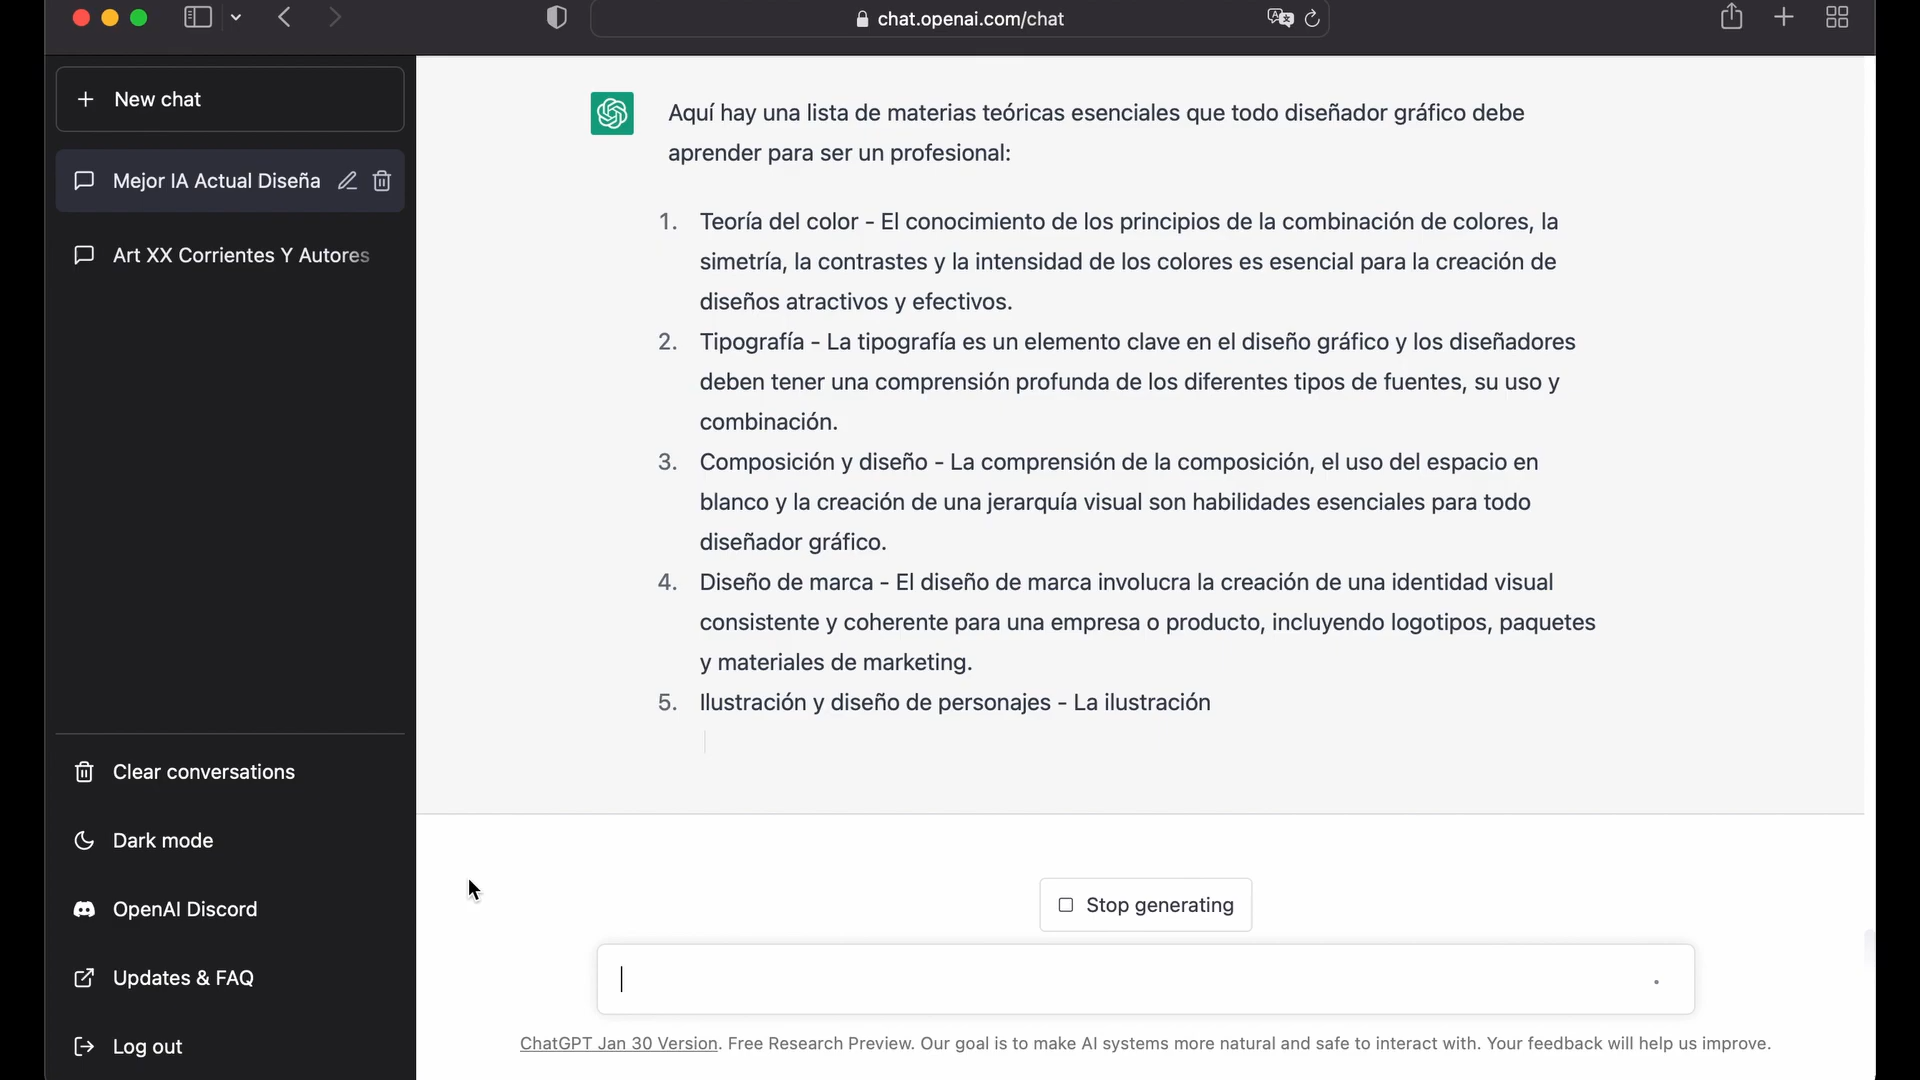 chat.openai.com/chat
New chat
Mejor IA Actual Diseña
Art XX Corrientes Y Autores
Clear conversations
Dark mode
OpenAI Discord
Updates & FAQ
Log out
Aquí hay una lista de materias teóricas esenciales que todo diseñador gráfico debe
aprender para ser un profesional:
1. Teoría del color - El conocimiento de los principios de la combinación de colores, la
simetría, la contrastes y la intensidad de los colores es esencial para la creación de
diseños atractivos y efectivos.
2. Tipografía - La tipografía es un elemento clave en el diseño gráfico y los diseñadores
deben tener una comprensión profunda de los diferentes tipos de fuentes, su uso y
combinación.
3. Composición y diseño - La comprensión de la composición, el uso del espacio en
blanco y la creación de una jerarquía visual son habilidades esenciales para todo
diseñador gráfico.
4. Diseño de marca - El diseño de marca involucra la creación de una identidad visual
consistente y coherente para una empresa o producto, incluyendo logotipos, paquetes
y materiales de marketing.
5. Ilustración y diseño de personajes - La ilustración
Stop generating
ChatGPT Jan 30 Version. Free Research Preview. Our goal is to make AI systems more natural and safe to interact with. Your feedback will help us improve.